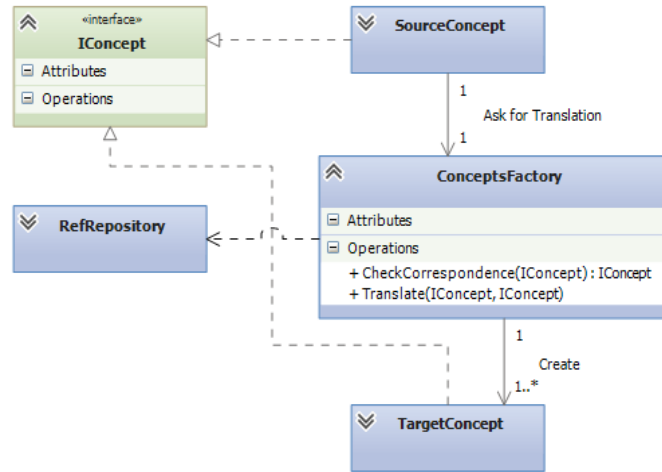 «interface»
IConcept
Attributes
Operations
SourceConcept
1
Ask for Translation
1
ConceptsFactory
Attributes
Operations
+ CheckCorrespondence(IConcept) : IConcept
+ Translate(IConcept, IConcept)
RefRepository
1
Create
1..*
TargetConcept